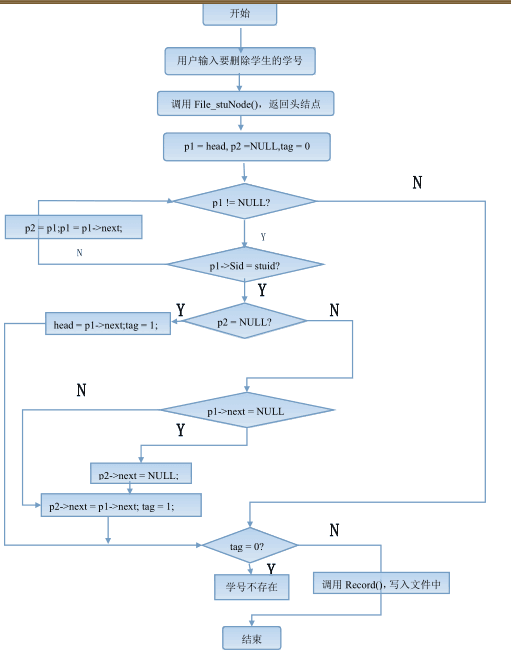 开始
用户输入要删除学生的学号
调用 File_stuNode()，返回头结点
p1 = head, p2 =NULL,tag = 0
N
p1 != NULL?
p2 = p1;p1 = p1->next;
Y
N
p1->Sid = stuid?
Y
Y
N
head = p1->next;tag = 1;
p2 = NULL?
N
p1->next = NULL
Y
p2->next = NULL;
p2->next = p1->next; tag = 1;
N
tag = 0?
Y
学号不存在
调用 Record()，写入文件中
结束